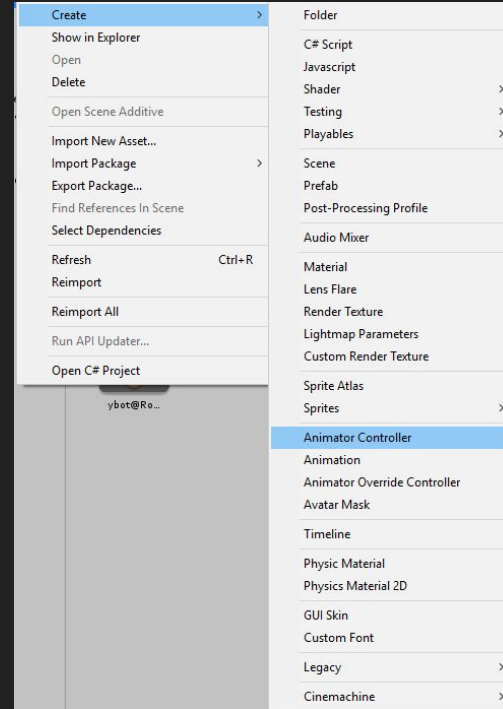 Create
Show in Explorer
Open
Delete
Open Scene Additive
Import New Asset...
Import Package
Export Package...
Find References In Scene
Select Dependencies
Refresh Ctrl+R
Reimport
Reimport All
Run API Updater...
Open C# Project
ybot@Ro...
Folder
C# Script
Javascript
Shader
Testing
Playables
Scene
Prefab
Post-Processing Profile
Audio Mixer
Material
Lens Flare
Render Texture
Lightmap Parameters
Custom Render Texture
Sprite Atlas
Sprites
Animator Controller
Animation
Animator Override Controller
Avatar Mask
Timeline
Physic Material
Physics Material 2D
GUI Skin
Custom Font
Legacy
Cinemachine